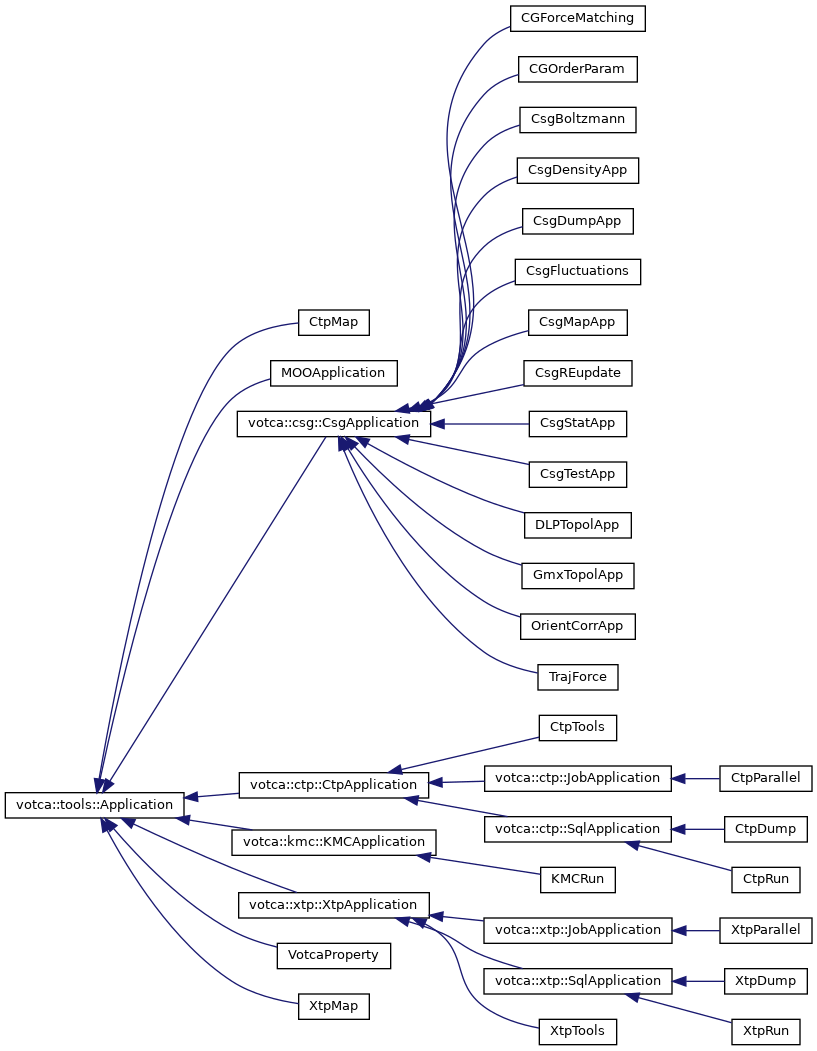 CGForceMatching
CGOrderParam
CsgBoltzmann
CsgDensityApp
CsgDumpApp
CsgFluctuations
CtpMap
CsgMapApp
MOOApplication
CsgREupdate
votca::csg::CsgApplication
CsgStatApp
CsgTestApp
DLPTopolApp
GmxTopolApp
OrientCorrApp
TrajForce
CtpTools
votca::ctp::CtpApplication
votca::ctp::JobApplication
CtpParallel
votca::tools::Application
votca::ctp::SqlApplication
CtpDump
votca::kmc::KMCApplication
KMCRun
CtpRun
votca::xtp::XtpApplication
votca::xtp::JobApplication
XtpParallel
VotcaProperty
votca::xtp::SqlApplication
XtpDump
XtpMap
XtpTools
XtpRun